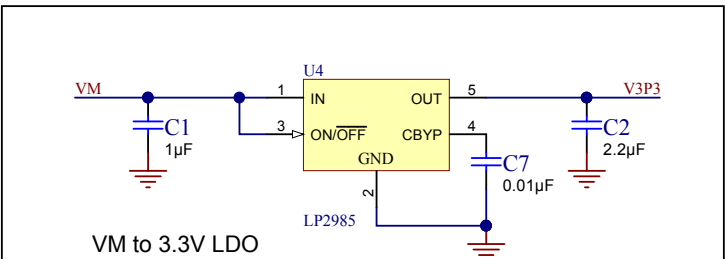 U4
VM
1
IN
OUT
5
V3P3
C1
1µF
3
ON/OFF
CBYP
4
C2
2.2µF
GND
C7
0.01µF
2
LP2985
VM to 3.3V LDO